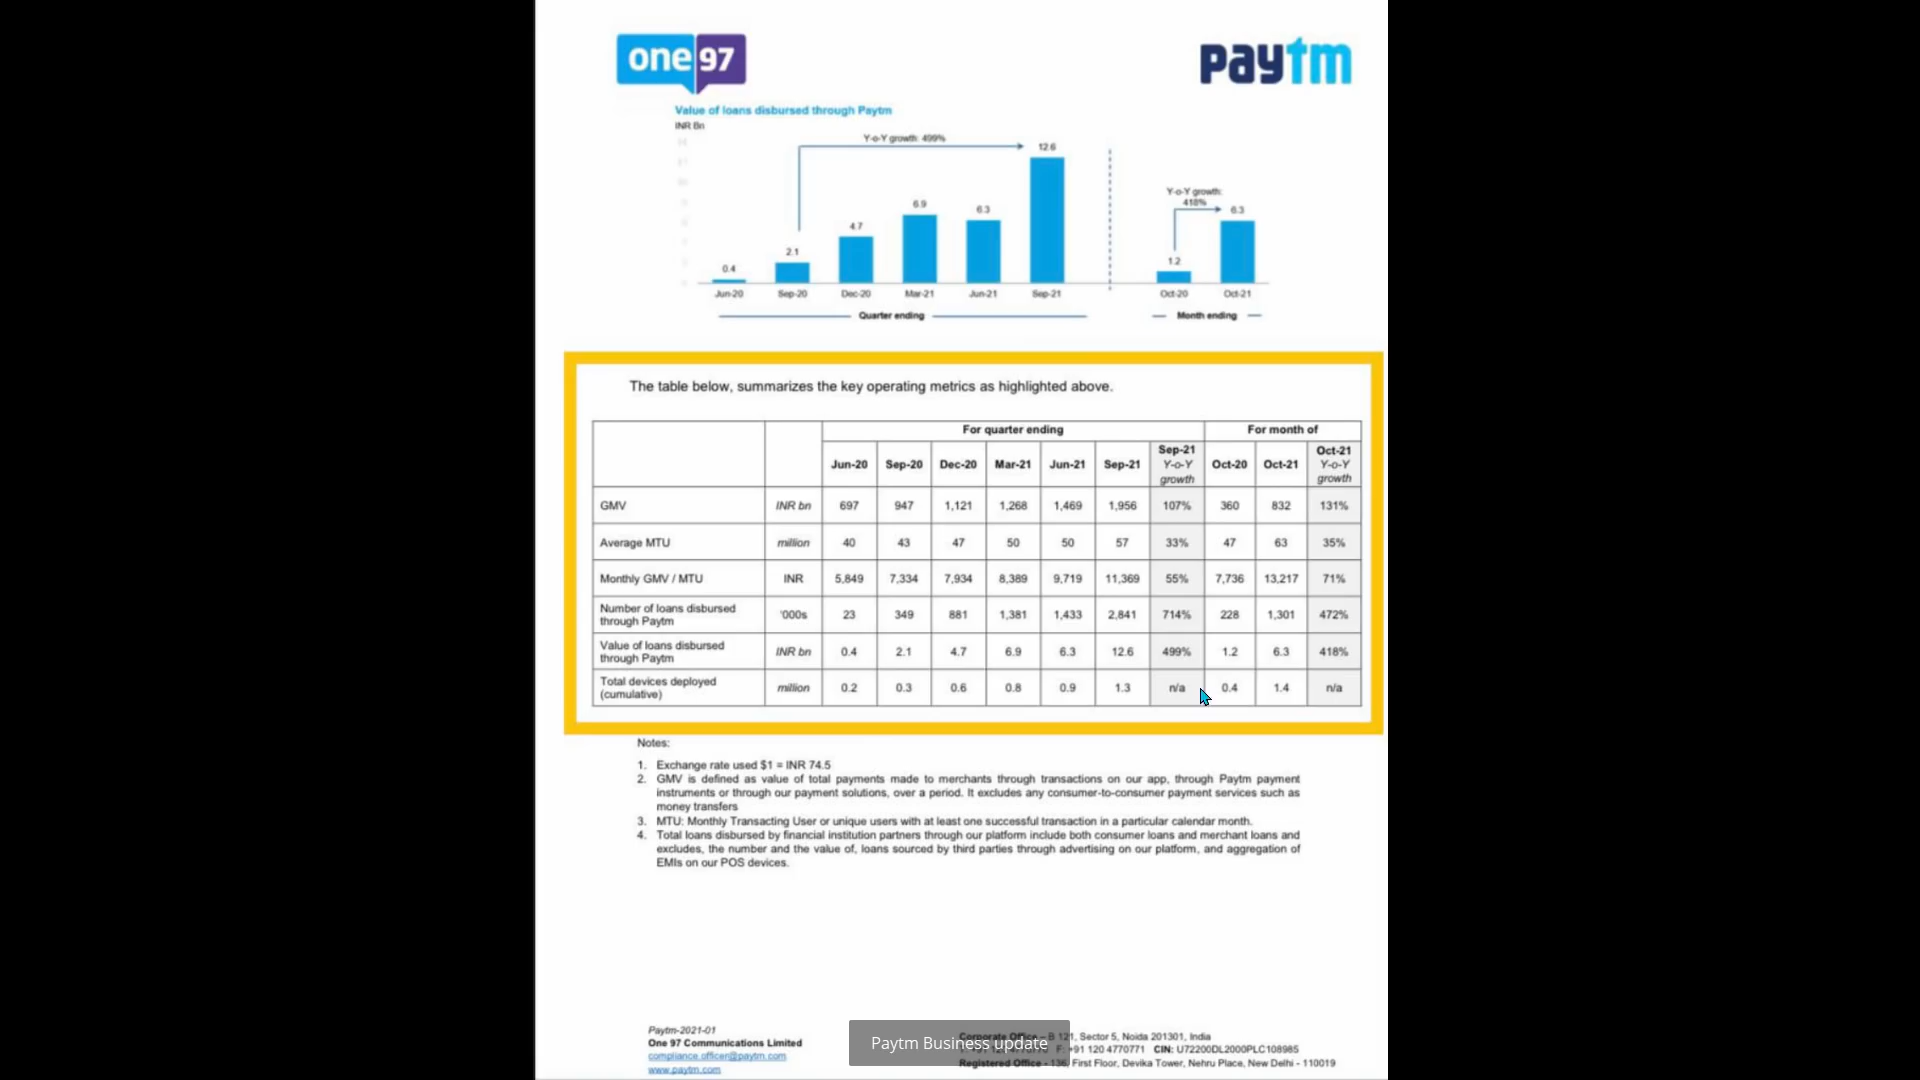 one 97
paytm
Value of loans disbursed through Paytm
INR Bn
Y-o-Y growth: 499%
0.4
2.1
4.7
6.9
6.3
12.6
Y-o-Y growth:
418%
1.2
6.3
Jun-20 Sep-20 Dec-20 Mar-21 Jun-21 Sep-21 Oct-20 Oct-21
Quarter ending Month ending
The table below, summarizes the key operating metrics as highlighted above.
For quarter ending For month of
Jun-20 Sep-20 Dec-20 Mar-21 Jun-21 Sep-21 Sep-21 Y-o-Y growth Oct-20 Oct-21 Oct-21 Y-o-Y growth
GMV INR bn 697 947 1,121 1,268 1,469 1,956 107% 360 832 131%
Average MTU million 40 43 47 50 50 57 33% 47 63 35%
Monthly GMV / MTU INR 5,849 7,334 7,934 8,389 9,719 11,369 55% 7,736 13,217 71%
Number of loans disbursed through Paytm '000s 23 349 881 1,381 1,433 2,841 714% 228 1,301 472%
Value of loans disbursed through Paytm INR bn 0.4 2.1 4.7 6.9 6.3 12.6 499% 1.2 6.3 418%
Total devices deployed (cumulative) million 0.2 0.3 0.6 0.8 0.9 1.3 n/a 0.4 1.4 n/a
Notes:
1. Exchange rate used $1 = INR 74.5
2. GMV is defined as value of total payments made to merchants through transactions on our app, through Paytm payment
instruments or through our payment solutions, over a period. It excludes any consumer-to-consumer payment services such as
money transfers
3. MTU: Monthly Transacting User or unique users with at least one successful transaction in a particular calendar month.
4. Total loans disbursed by financial institution partners through our platform include both consumer loans and merchant loans and
excludes, the number and the value of, loans sourced by third parties through advertising on our platform, and aggregation of
EMIs on our POS devices.
Paytm-2021-01
One 97 Communications Limited
compliance.officer@paytm.com
www.paytm.com
Corporate Office - B 121, Sector 5, Noida 201301, India
F: +91 120 4770771 CIN: U72200DL2000PLC108985
Registered Office - 136, First Floor, Devika Tower, Nehru Place, New Delhi - 110019
Paytm Business update